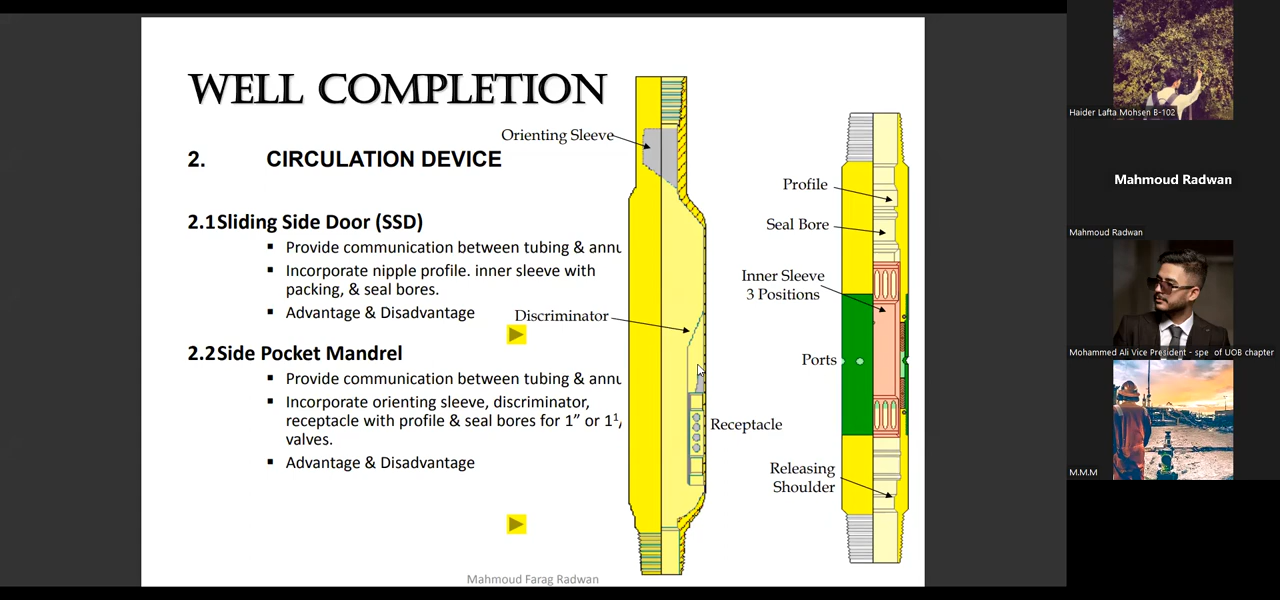 WELL COMPLETION
2. CIRCULATION DEVICE
2.1Sliding Side Door (SSD)
▪ Provide communication between tubing & annu
▪ Incorporate nipple profile. inner sleeve with
packing, & seal bores.
▪ Advantage & Disadvantage
2.2Side Pocket Mandrel
▪ Provide communication between tubing & annu
▪ Incorporate orienting sleeve, discriminator,
receptacle with profile & seal bores for 1” or 1¹/
valves.
▪ Advantage & Disadvantage
Mahmoud Farag Radwan
Orienting Sleeve
Discriminator
Receptacle
Profile
Seal Bore
Inner Sleeve
3 Positions
Ports
Releasing
Shoulder
Haider Lafta Mohsen B-102
Mahmoud Radwan
Mahmoud Radwan
Mohammed Ali Vice President - spe of UOB chapter
M.M.M